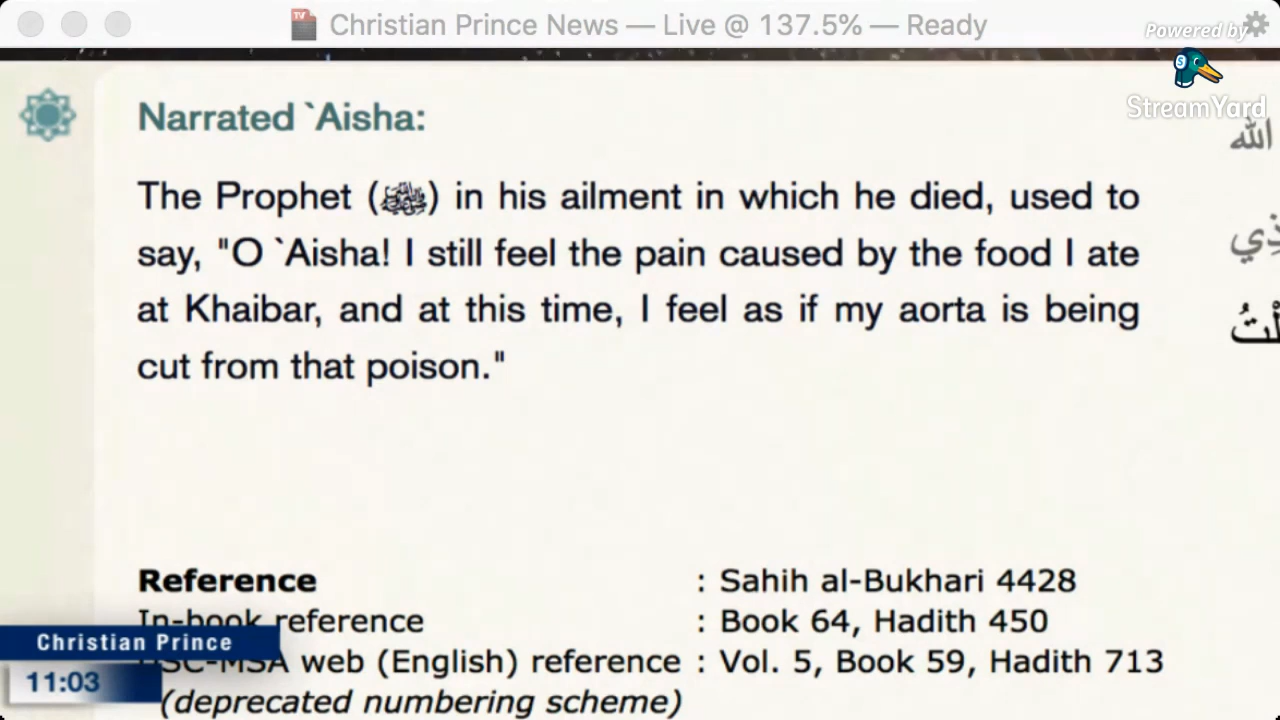 Christian Prince News — Live @ 137.5% — Ready
Powered by
StreamYard
Narrated `Aisha:
The Prophet (ﷺ) in his ailment in which he died, used to
say, "O `Aisha! I still feel the pain caused by the food I ate
at Khaibar, and at this time, I feel as if my aorta is being
cut from that poison."
الله
Reference : Sahih al-Bukhari 4428
In-book reference : Book 64, Hadith 450
web (English) reference : Vol. 5, Book 59, Hadith 713
(deprecated numbering scheme)
Christian Prince
11:03